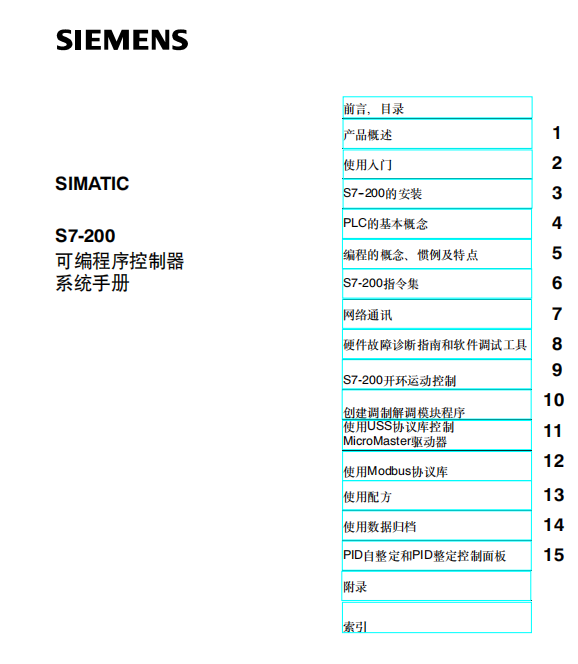 SIEMENS
SIMATIC
S7-200
可编程序控制器
系统手册
前言，目录
产品概述 1
使用入门 2
S7-200的安装 3
PLC的基本概念 4
编程的概念、惯例及特点 5
S7-200指令集 6
网络通讯 7
硬件故障诊断指南和软件调试工具 8
S7-200开环运动控制 9
创建调制解调模块程序 10
使用USS协议库控制
MicroMaster驱动器 11
使用Modbus协议库 12
使用配方 13
使用数据归档 14
PID自整定和PID整定控制面板 15
附录
索引